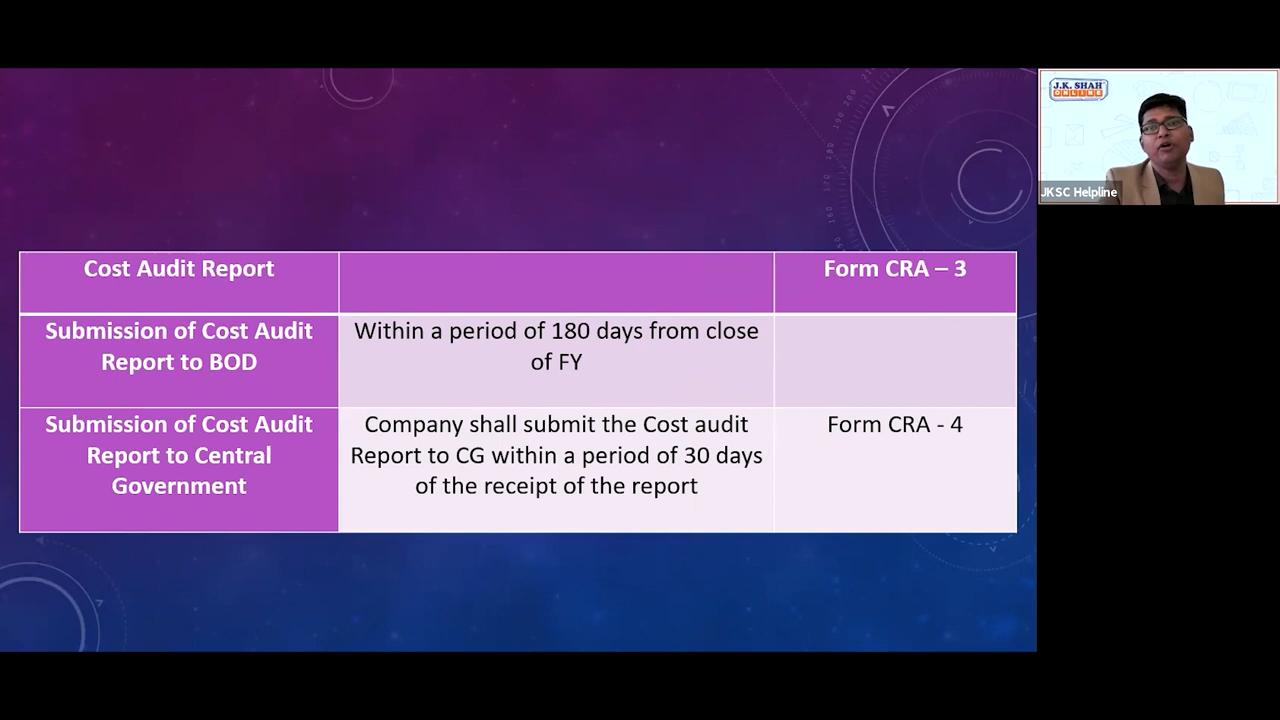 J.K. SHAH
ONLINE
JKSC Helpline
Cost Audit Report
Form CRA – 3
Submission of Cost Audit
Report to BOD
Within a period of 180 days from close
of FY
Submission of Cost Audit
Report to Central
Government
Company shall submit the Cost audit
Report to CG within a period of 30 days
of the receipt of the report
Form CRA - 4